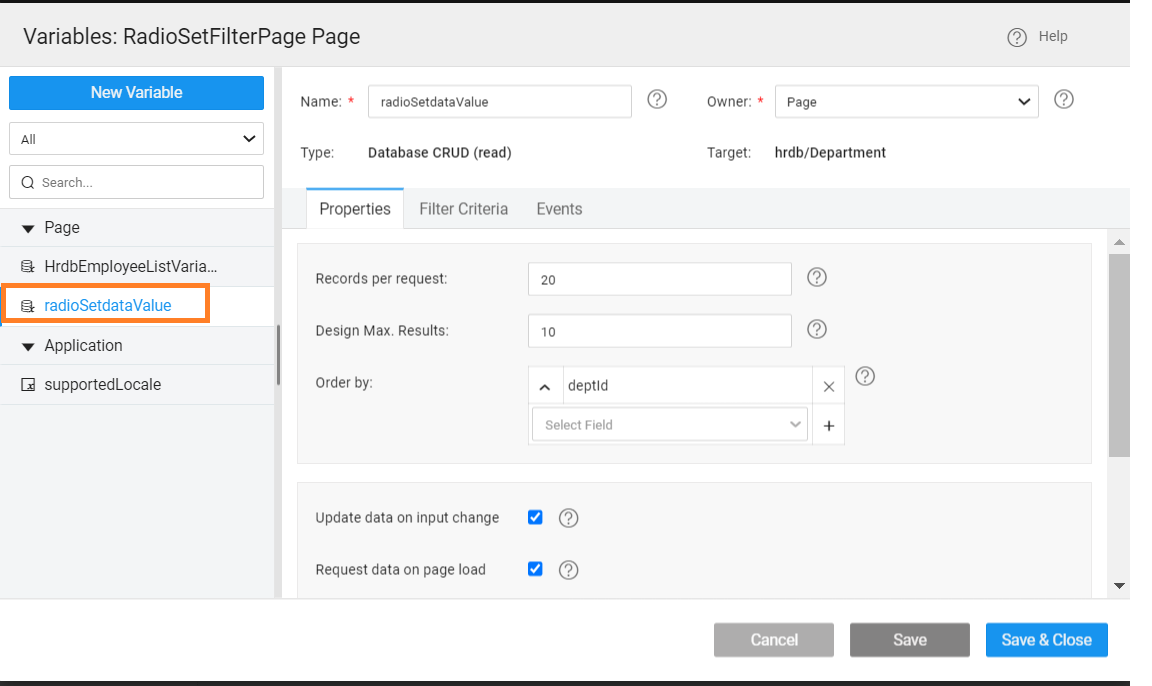 Variables: RadioSetFilterPage Page
Help
New Variable
All
Search...
Page
HrdbEmployeeListVaria...
radioSetdataValue
Application
supportedLocale
Name: * radioSetdataValue
Owner: * Page
Type: Database CRUD (read)
Target: hrdb/Department
Properties Filter Criteria Events
Records per request: 20
Design Max. Results: 10
Order by: deptId
Select Field
Update data on input change
Request data on page load
Cancel Save Save & Close